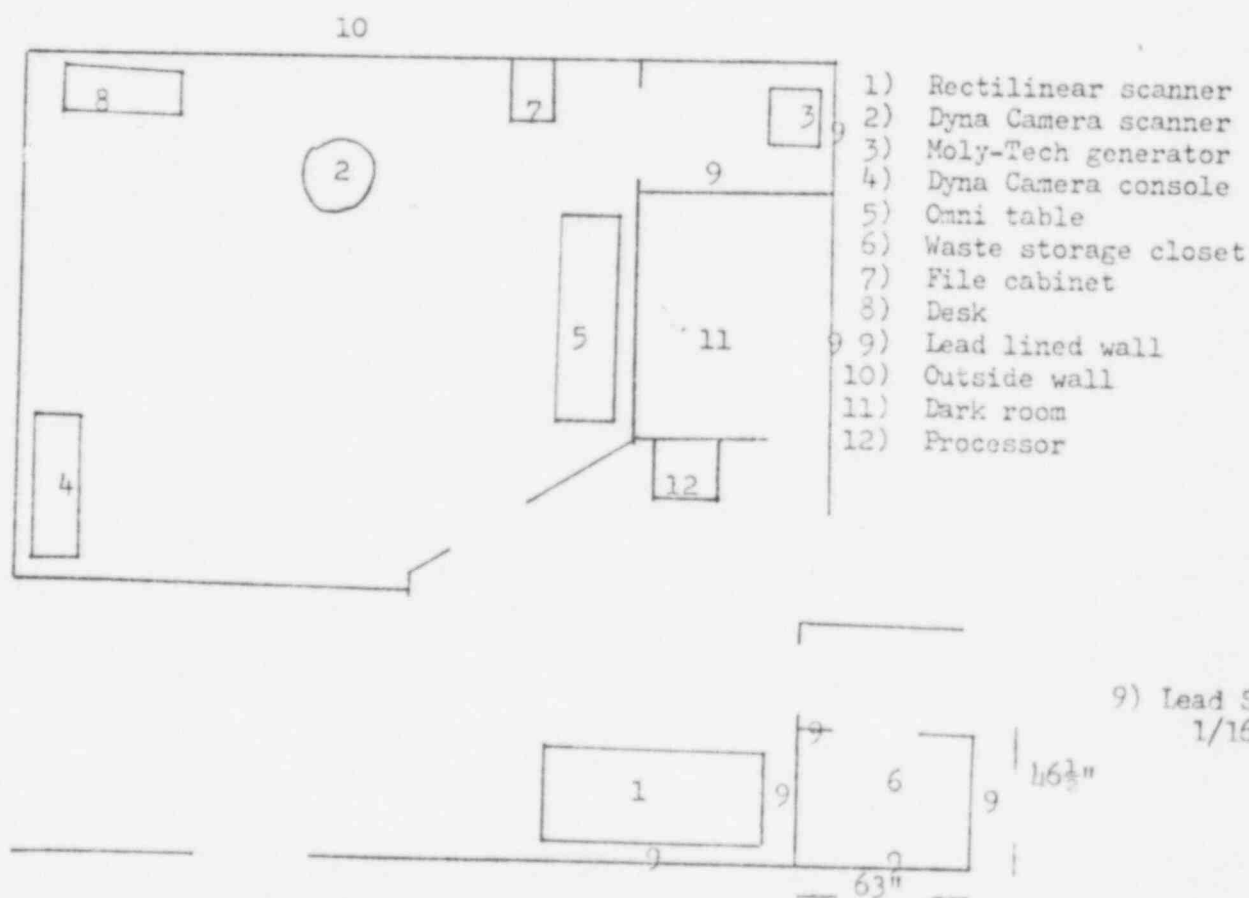 10
8
7
3
9
2
9
5
11
9
4
12
1) Rectilinear scanner
2) Dyna Camera scanner
3) Moly-Tech generator
4) Dyna Camera console
5) Omni table
6) Waste storage closet
7) File cabinet
8) Desk
9) Lead lined wall
10) Outside wall
11) Dark room
12) Processor
9) Lead S
1/16
9
1
9
6
9
46½"
9
9
63"